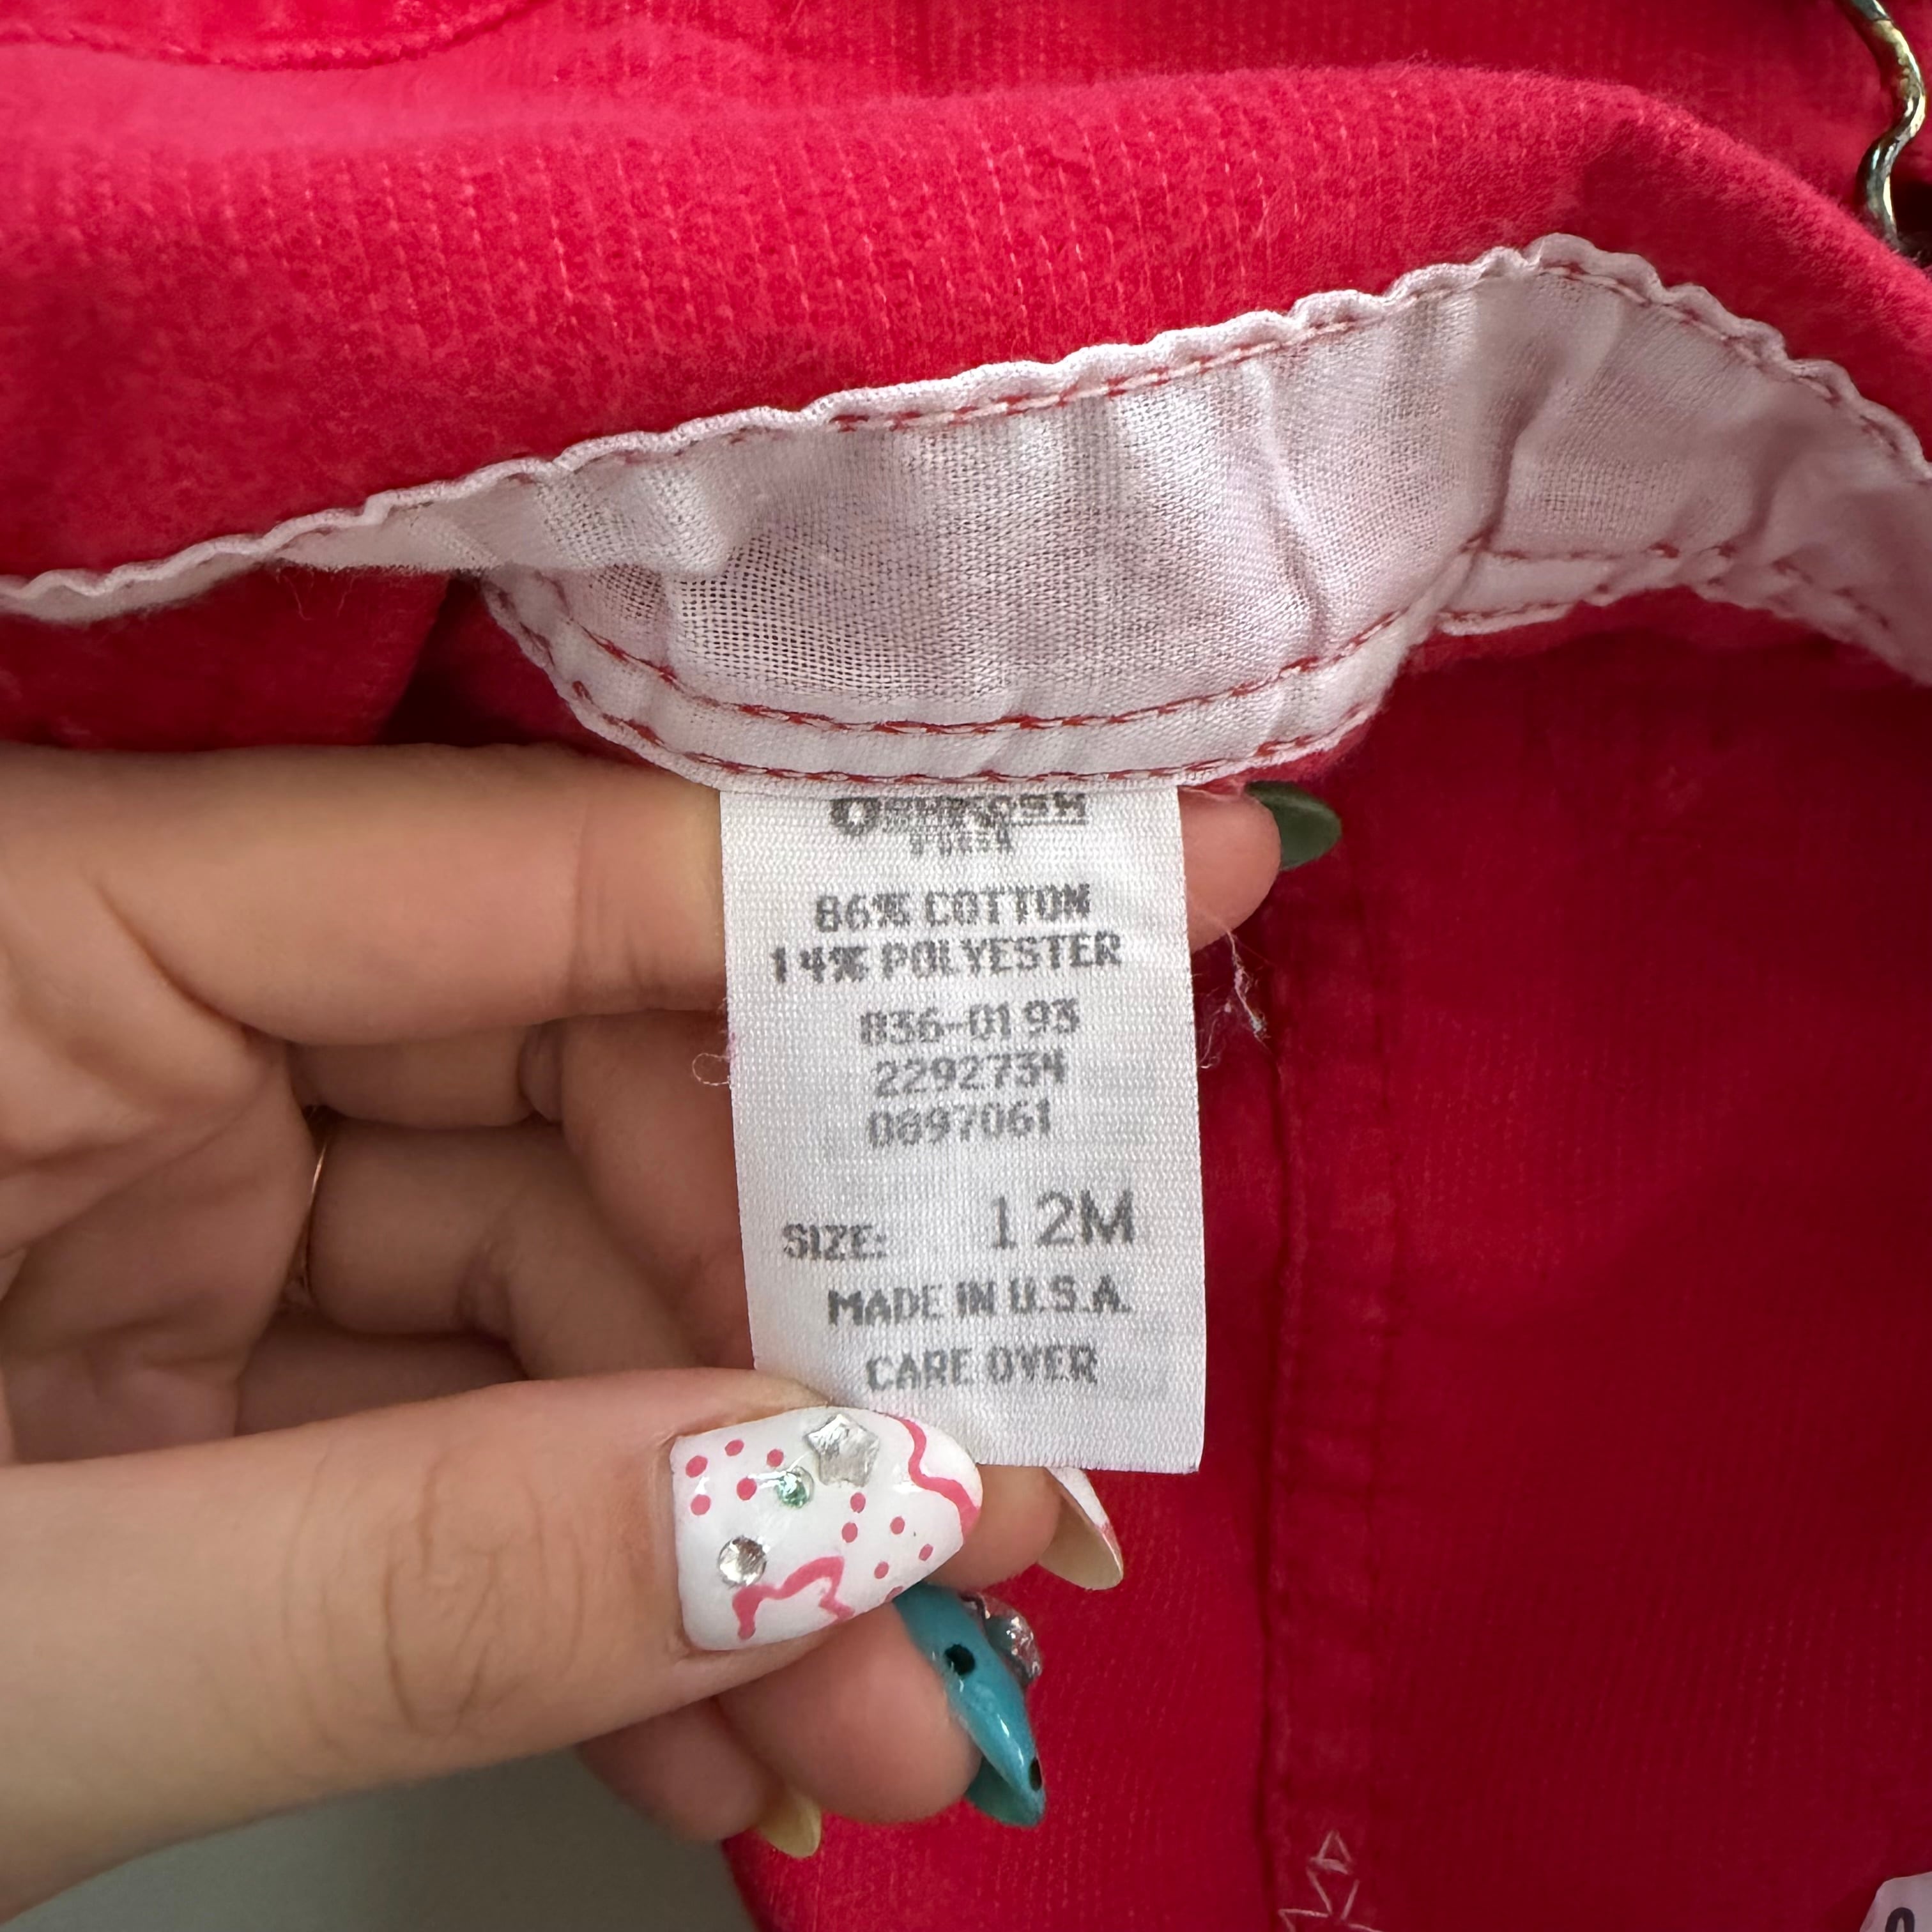 OSHKOSH
B'GOSH
86% COTTON
14% POLYESTER
836-0193
2292734
0897061
SIZE: 12M
MADE IN U.S.A.
CARE OVER